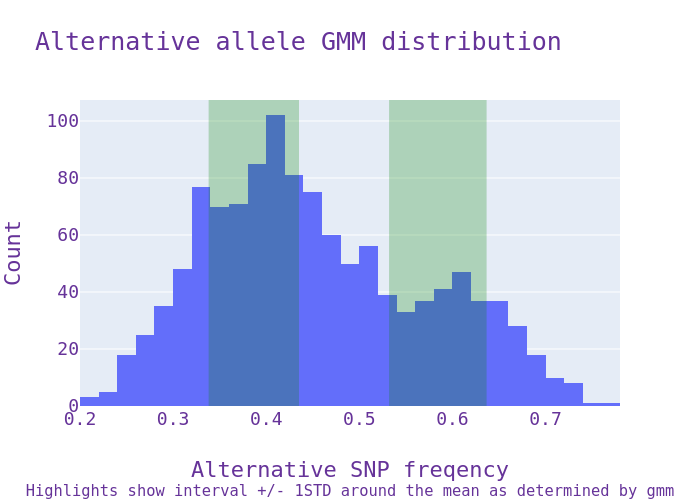 Alternative allele GMM distribution
100
80
60
40
20
0
Count
0.2 0.3 0.4 0.5 0.6 0.7
Alternative SNP freqency
Highlights show interval +/- 1STD around the mean as determined by gmm